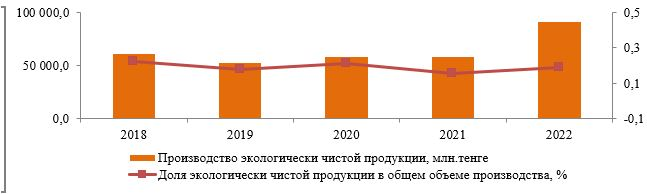 100 000,0
50 000,0
0,0
0,5
0,3
0,1
-0,1
2018 2019 2020 2021 2022
Производство экологически чистой продукции, млн.тенге
Доля экологически чистой продукции в общем объеме производства, %